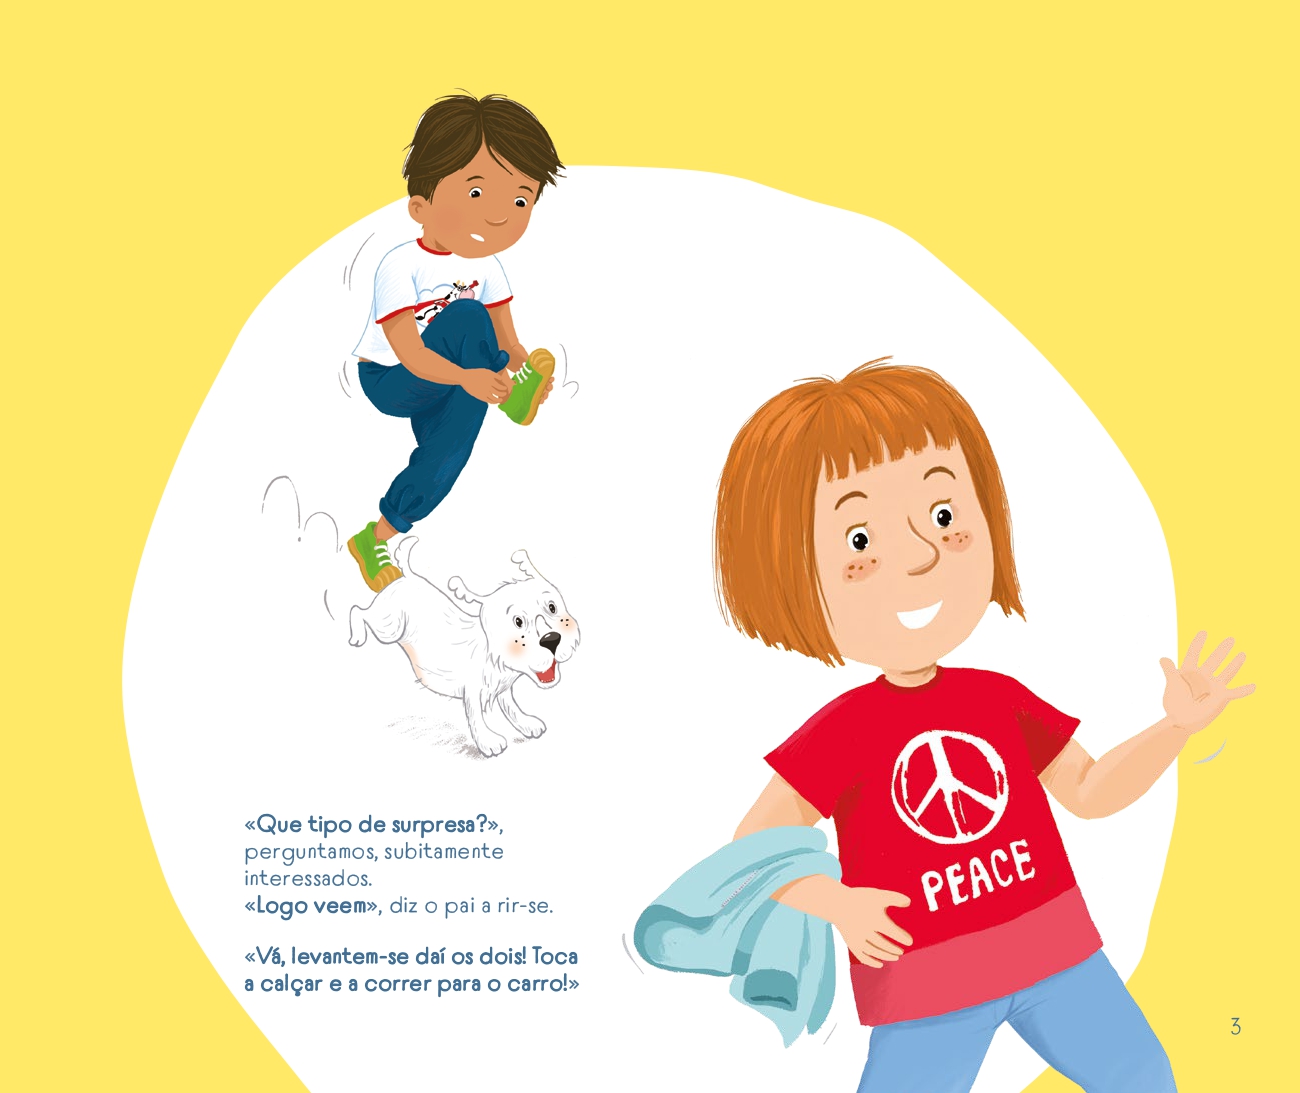 «Que tipo de surpresa?»,
perguntamos, subitamente
interessados.
«Logo veem», diz o pai a rir-se.
«Vá, levantem-se daí os dois! Toca
a calçar e a correr para o carro!»
PEACE
3